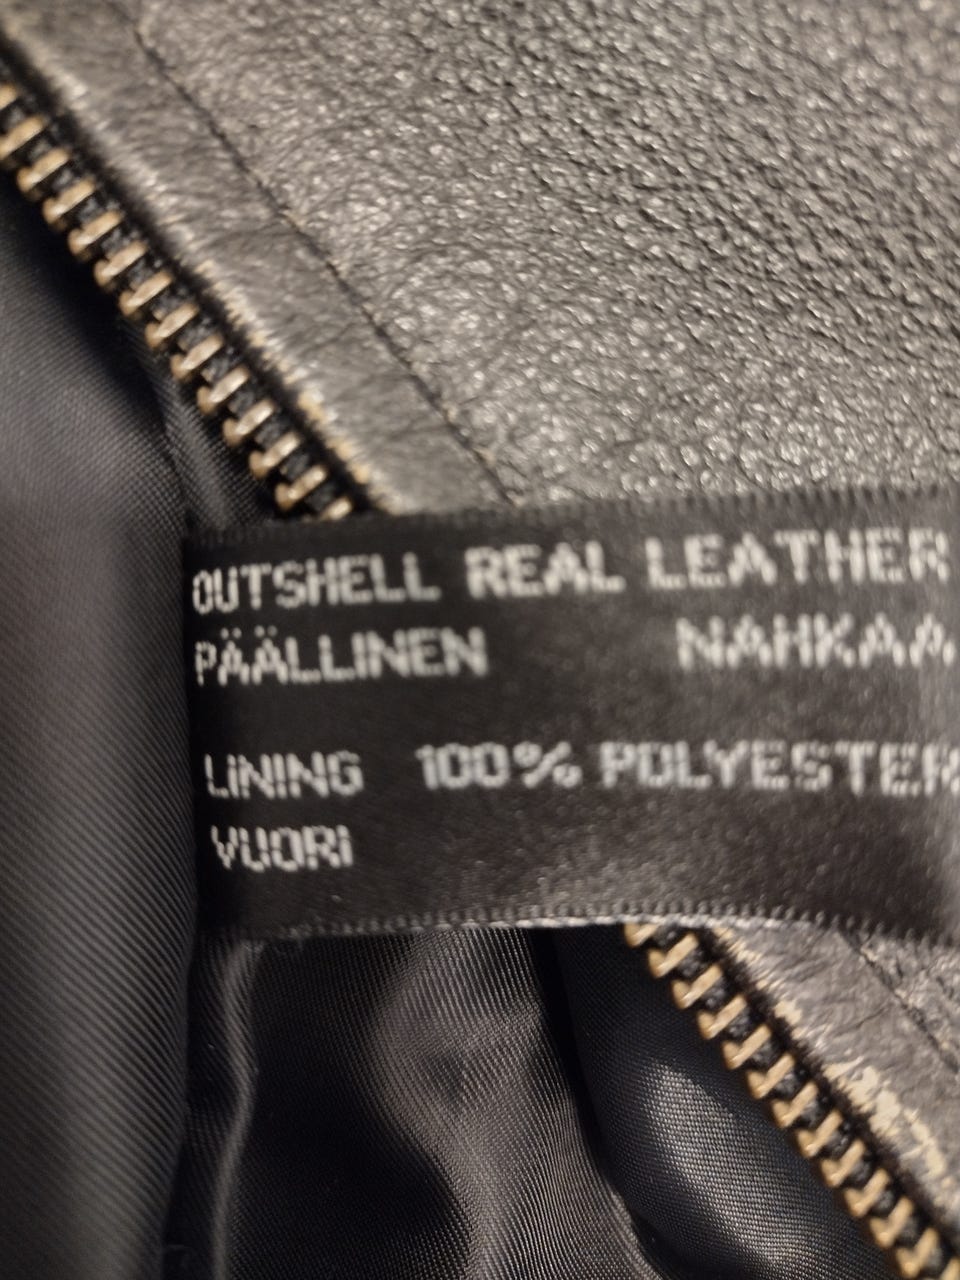 OUTSHELL REAL LEATHER
PÄÄLLINEN NAHKAA
LINING 100% POLYESTER
VUORI